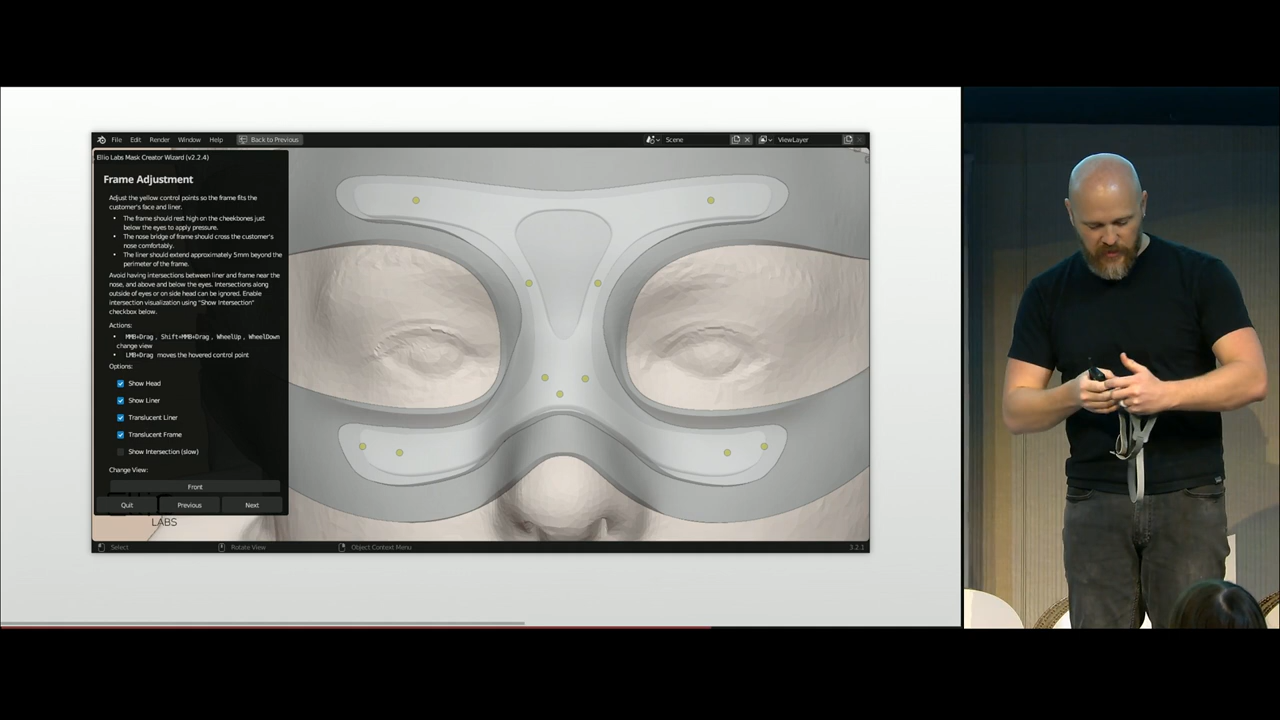 File Edit Render Window Help Back to Previous Scene ViewLayer
Ellio Labs Mask Creator Wizard (v2.2.4)
Frame Adjustment
Adjust the yellow control points so the frame fits the
customer's face and liner.
• The frame should rest high on the cheekbones just
below the eyes to apply pressure.
• The nose bridge of frame should cross the customer's
nose comfortably.
• The liner should extend approximately 5mm beyond the
perimeter of the frame.
Avoid having intersections between liner and frame near the
nose, and above and below the eyes. Intersections along
outside of eyes or on side head can be ignored. Enable
intersection visualization using "Show Intersection"
checkbox below.
Actions:
• MMB+Drag, Shift+MMB+Drag, WheelUp, WheelDown
change view
• LMB+Drag moves the hovered control point
Options:
Show Head
Show Liner
Translucent Liner
Translucent Frame
Show Intersection (slow)
Change View:
Front
Quit Previous Next
LABS
Select Rotate View Object Context Menu 3.2.1